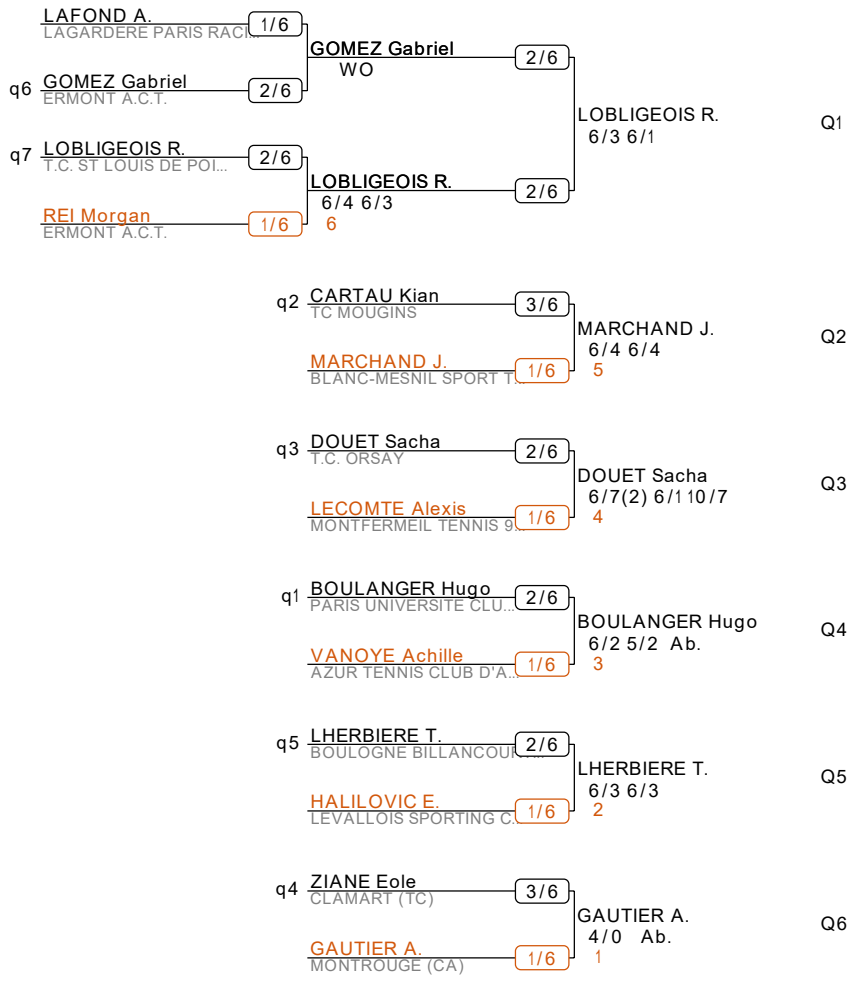 LAFOND A.
LAGARDERE PARIS RACI...
1/6
GOMEZ Gabriel
WO
2/6
q6 GOMEZ Gabriel
ERMONT A.C.T.
2/6
LOBLIGEOIS R.
6/3 6/1
Q1
q7 LOBLIGEOIS R.
T.C. ST LOUIS DE POI...
2/6
LOBLIGEOIS R.
6/4 6/3
6
2/6
REI Morgan
ERMONT A.C.T.
1/6
q2 CARTAU Kian
TC MOUGINS
3/6
MARCHAND J.
6/4 6/4
5
Q2
MARCHAND J.
BLANC-MESNIL SPORT T...
1/6
q3 DOUET Sacha
T.C. ORSAY
2/6
DOUET Sacha
6/7(2) 6/1 10/7
4
Q3
LECOMTE Alexis
MONTFERMEIL TENNIS 9...
1/6
q1 BOULANGER Hugo
PARIS UNIVERSITE CLU...
2/6
BOULANGER Hugo
6/2 5/2 Ab.
3
Q4
VANOYE Achille
AZUR TENNIS CLUB D'A...
1/6
q5 LHERBIERE T.
BOULOGNE BILLANCOUR...
2/6
LHERBIERE T.
6/3 6/3
2
Q5
HALILOVIC E.
LEVALLOIS SPORTING C...
1/6
q4 ZIANE Eole
CLAMART (TC)
3/6
GAUTIER A.
4/0 Ab.
1
Q6
GAUTIER A.
MONTROUGE (CA)
1/6